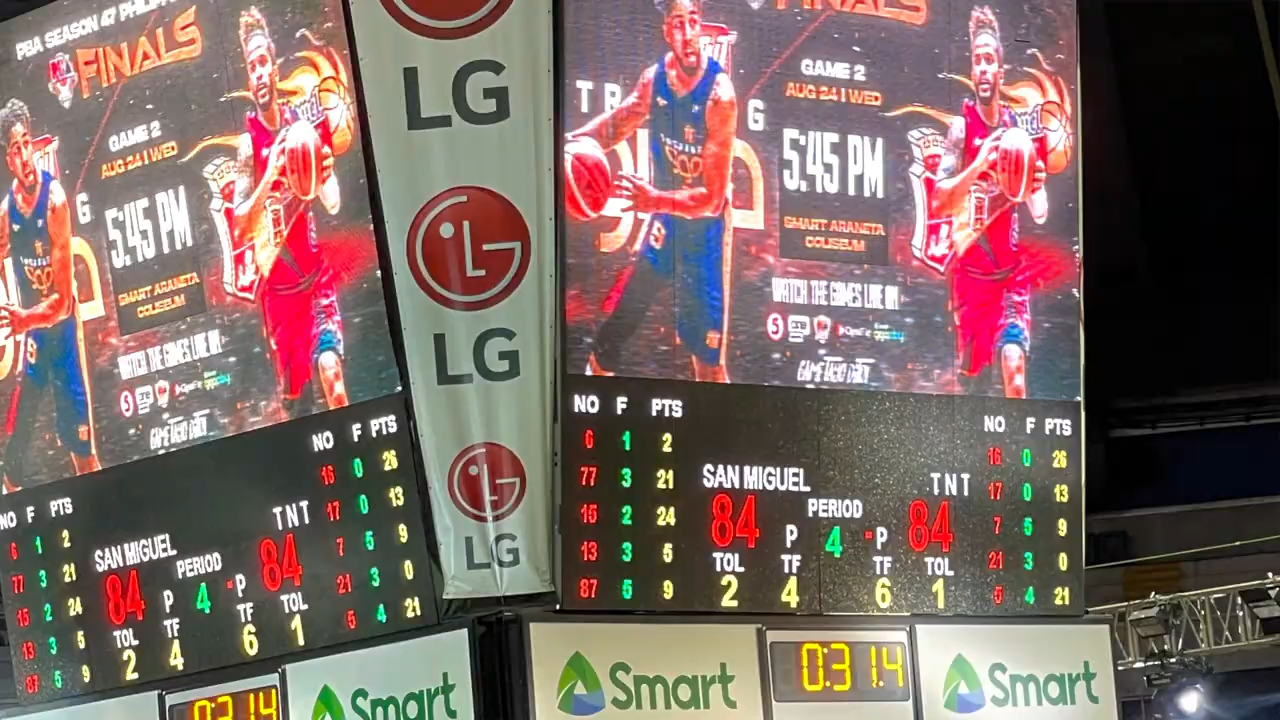 PBA SEASON 47 PHILIPP
FINALS
GAME 2
AUG 24 | WED
5:45 PM
SMART ARANETA
COLISEUM
WATCH THE GAMES LIVE ON
5 one
G
NO F PTS
6 1 2
77 3 21
15 2 24
13 3 5
87 5 9
SAN MIGUEL
84
TOL
2
P
TF
4
PERIOD
4
P
TF
6
TNT
84
TOL
1
NO F PTS
16 0 26
17 0 13
7 5 9
21 3 0
5 4 21
0:31.4
Smart
LG
LG
LG
FINALS
TR G
GAME 2
AUG 24 | WED
5:45 PM
SMART ARANETA
COLISEUM
WATCH THE GAMES LIVE ON
5 one
NO F PTS
6 1 2
77 3 21
15 2 24
13 3 5
87 5 9
SAN MIGUEL
84
TOL
2
P
TF
4
PERIOD
4
P
TF
6
TNT
84
TOL
1
NO F PTS
16 0 26
17 0 13
7 5 9
21 3 0
5 4 21
Smart
0:31.4
Smart